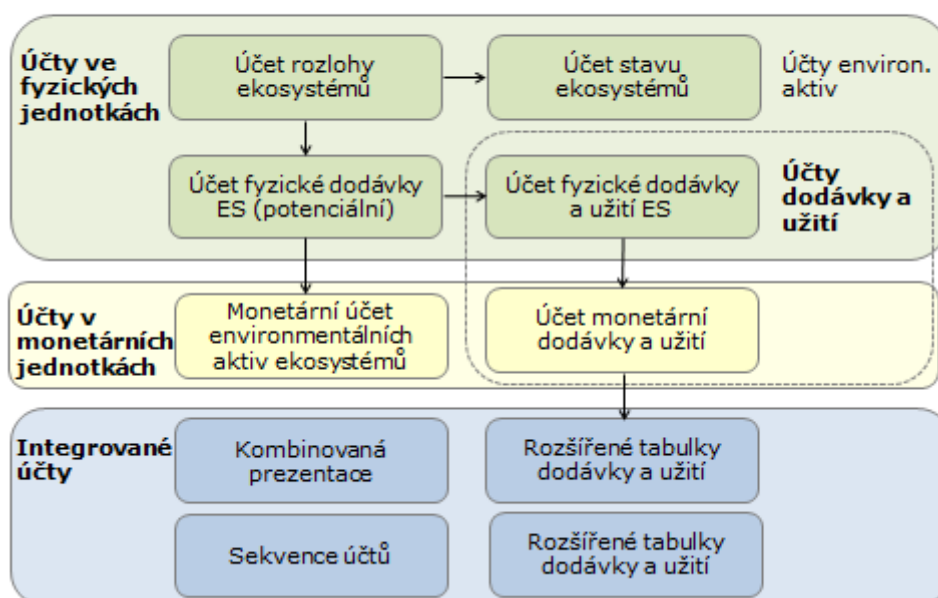 Účty ve
fyzických
jednotkách
Účet rozlohy
ekosystémů
Účet stavu
ekosystémů
Účty environ.
aktiv
Účet fyzické dodávky
ES (potenciální)
Účet fyzické dodávky
a užití ES
Účty
dodávky a
užití
Účty v
monetárních
jednotkách
Monetární účet
environmentálních
aktiv ekosystémů
Účet monetární
dodávky a užití
Integrované
účty
Kombinovaná
prezentace
Rozšířené tabulky
dodávky a užití
Sekvence účtů
Rozšířené tabulky
dodávky a užití